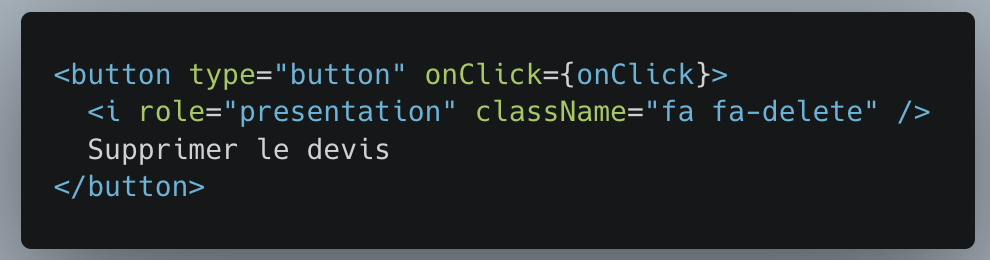 <button type="button" onClick={onClick}>
  <i role="presentation" className="fa fa-delete" />
  Supprimer le devis
</button>